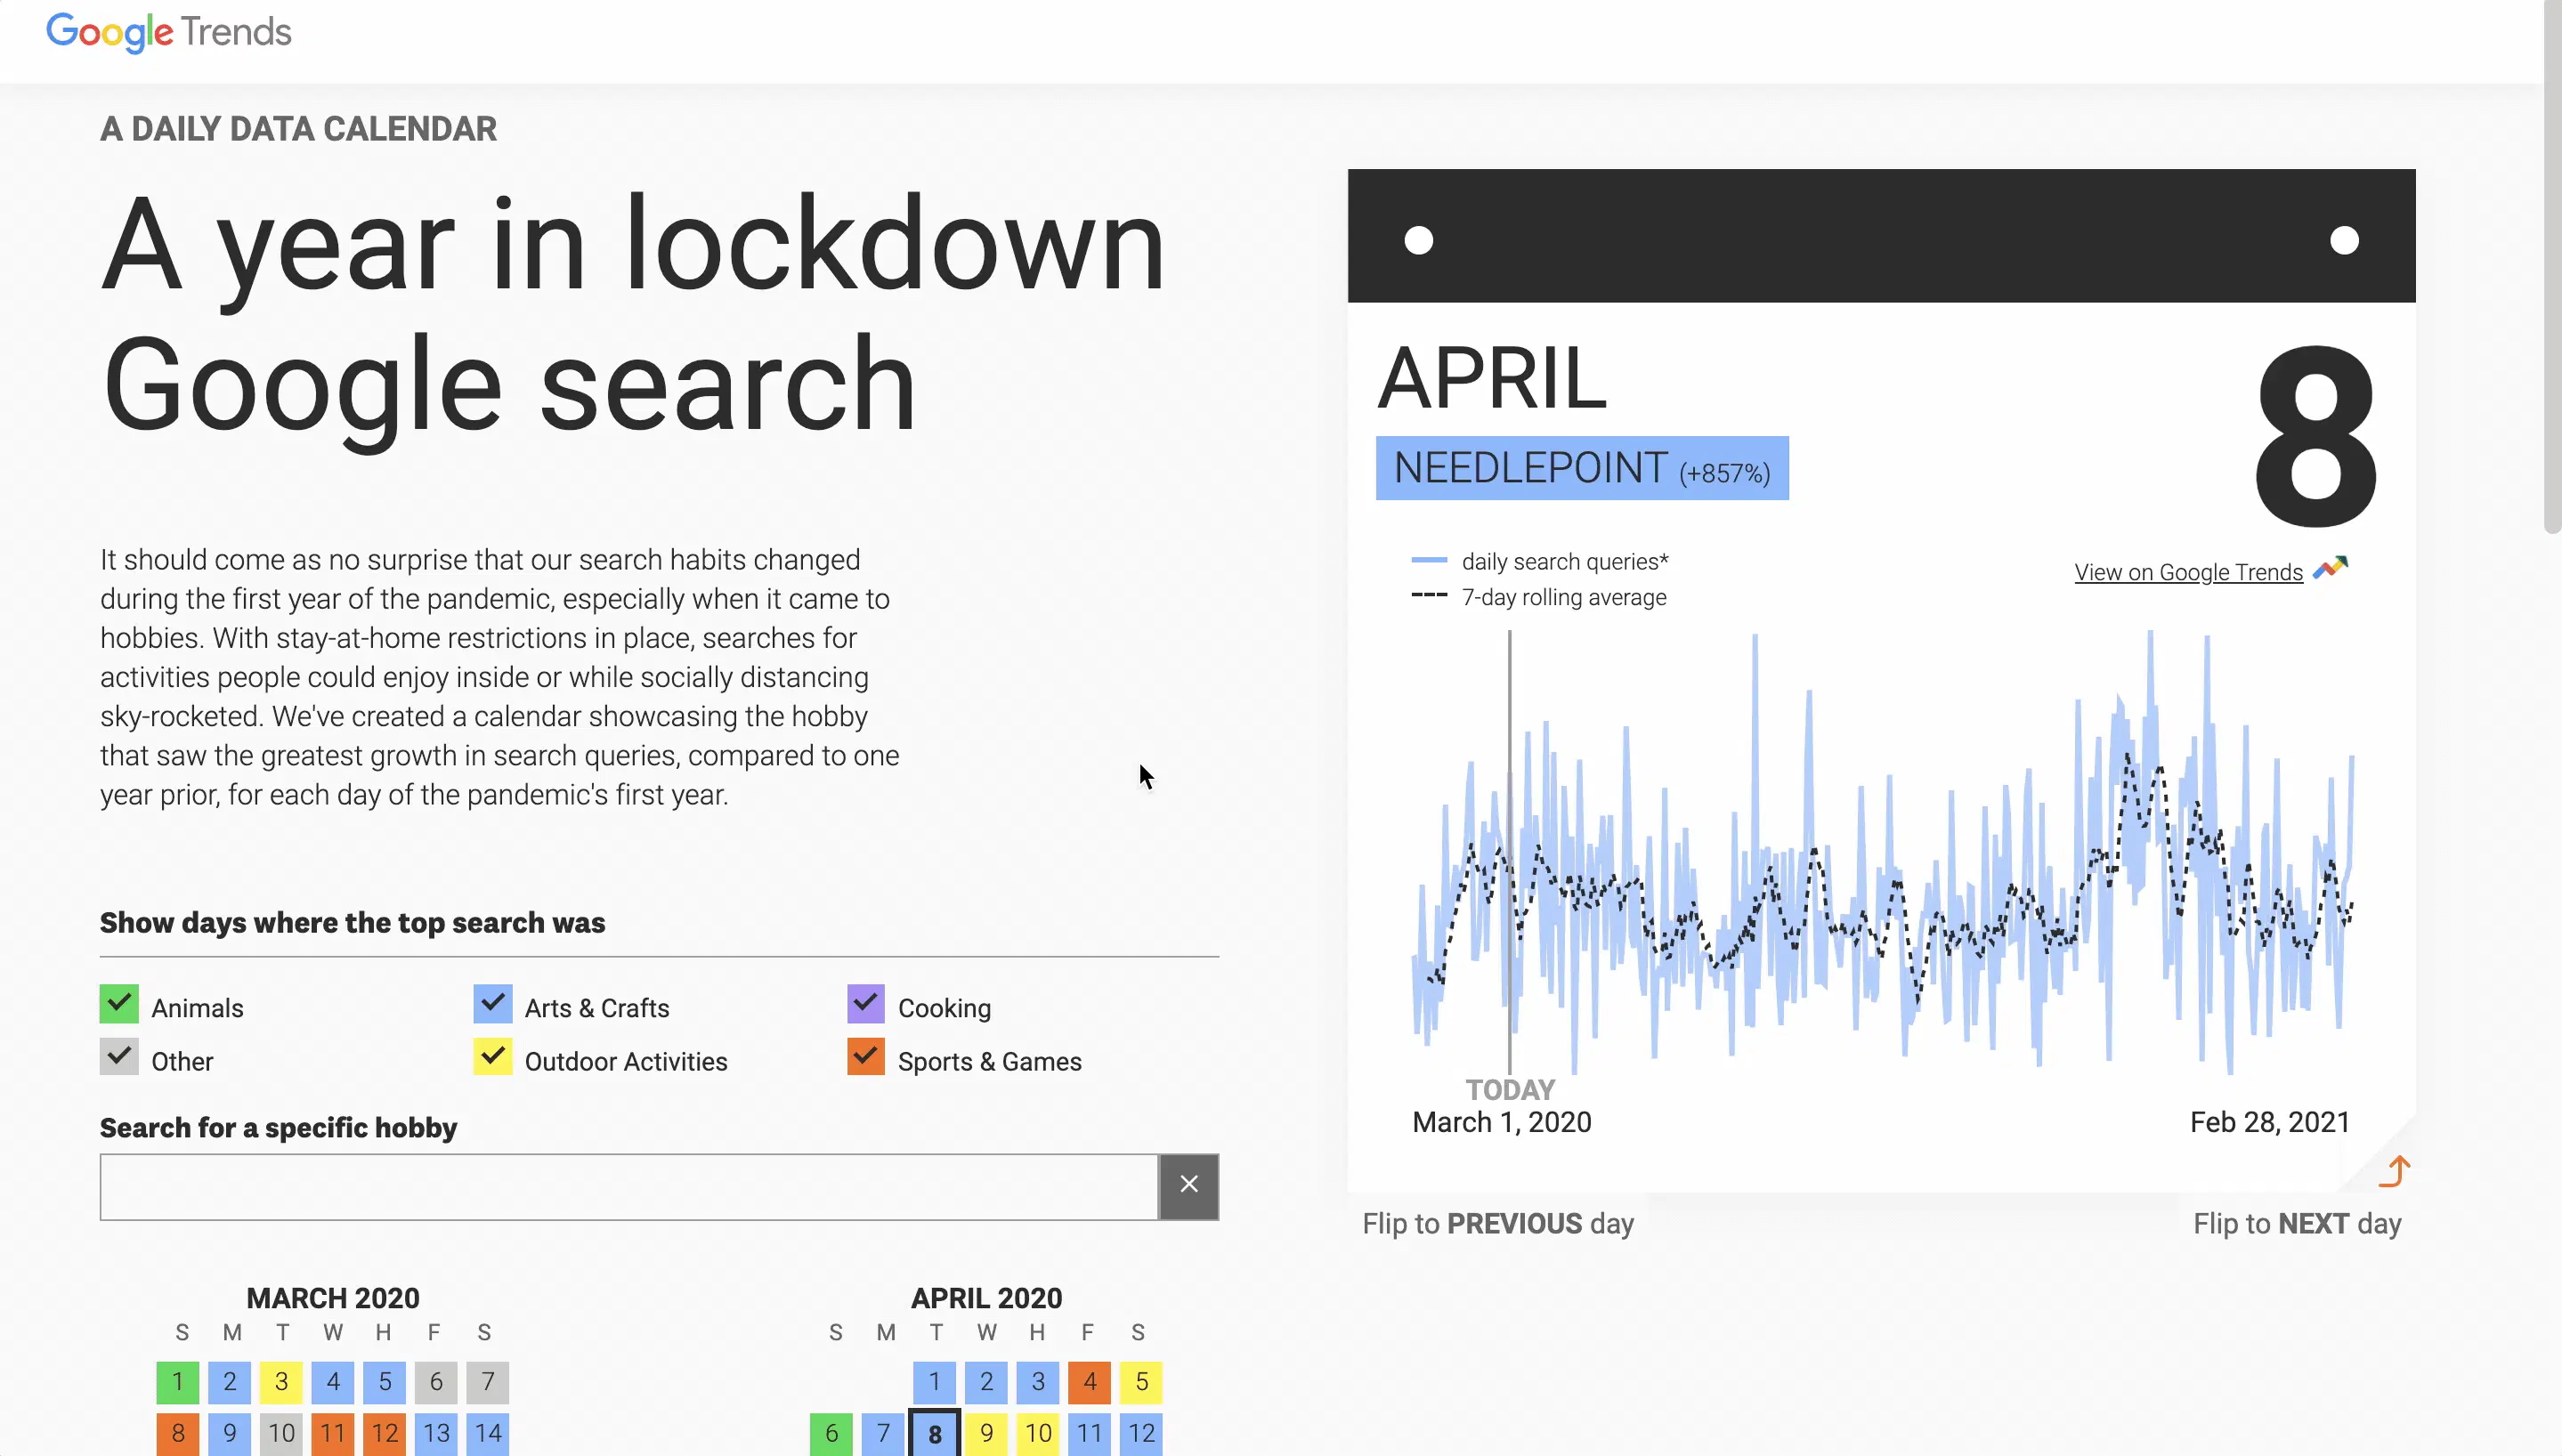 Google Trends
A DAILY DATA CALENDAR
A year in lockdown
Google search
It should come as no surprise that our search habits changed
during the first year of the pandemic, especially when it came to
hobbies. With stay-at-home restrictions in place, searches for
activities people could enjoy inside or while socially distancing
sky-rocketed. We've created a calendar showcasing the hobby
that saw the greatest growth in search queries, compared to one
year prior, for each day of the pandemic's first year.
Show days where the top search was
Animals
Arts & Crafts
Cooking
Other
Outdoor Activities
Sports & Games
Search for a specific hobby
MARCH 2020
S M T W H F S
1 2 3 4 5 6 7
8 9 10 11 12 13 14
APRIL 2020
S M T W H F S
1 2 3 4 5
6 7 8 9 10 11 12
APRIL
8
NEEDLEPOINT (+857%)
daily search queries*
7-day rolling average
View on Google Trends
TODAY
March 1, 2020
Feb 28, 2021
Flip to PREVIOUS day
Flip to NEXT day